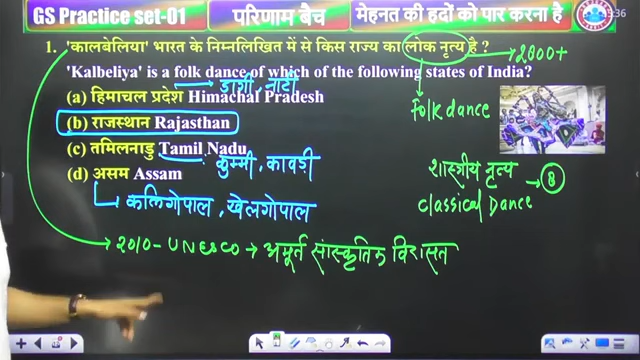 GS Practice set-01 परिणाम बैच मेहनत की हदों को पार करना है :36
1. 'कालबेलिया' भारत के निम्नलिखित में से किस राज्य का लोक नृत्य है ?
2800+
'Kalbeliya' is a folk dance of which of the following states of India?
डांगी, नाटी
(a) हिमाचल प्रदेश Himachal Pradesh
Folk dance
(b) राजस्थान Rajasthan
(c) तमिलनाडु Tamil Nadu कुम्मी, कावड़ी
शास्त्रीय नृत्य 8
(d) असम Assam
Classical Dance
कलिगोपाल, खेलगोपाल
2010 - UNESCO अमूर्त सांस्कृतिक विरासत